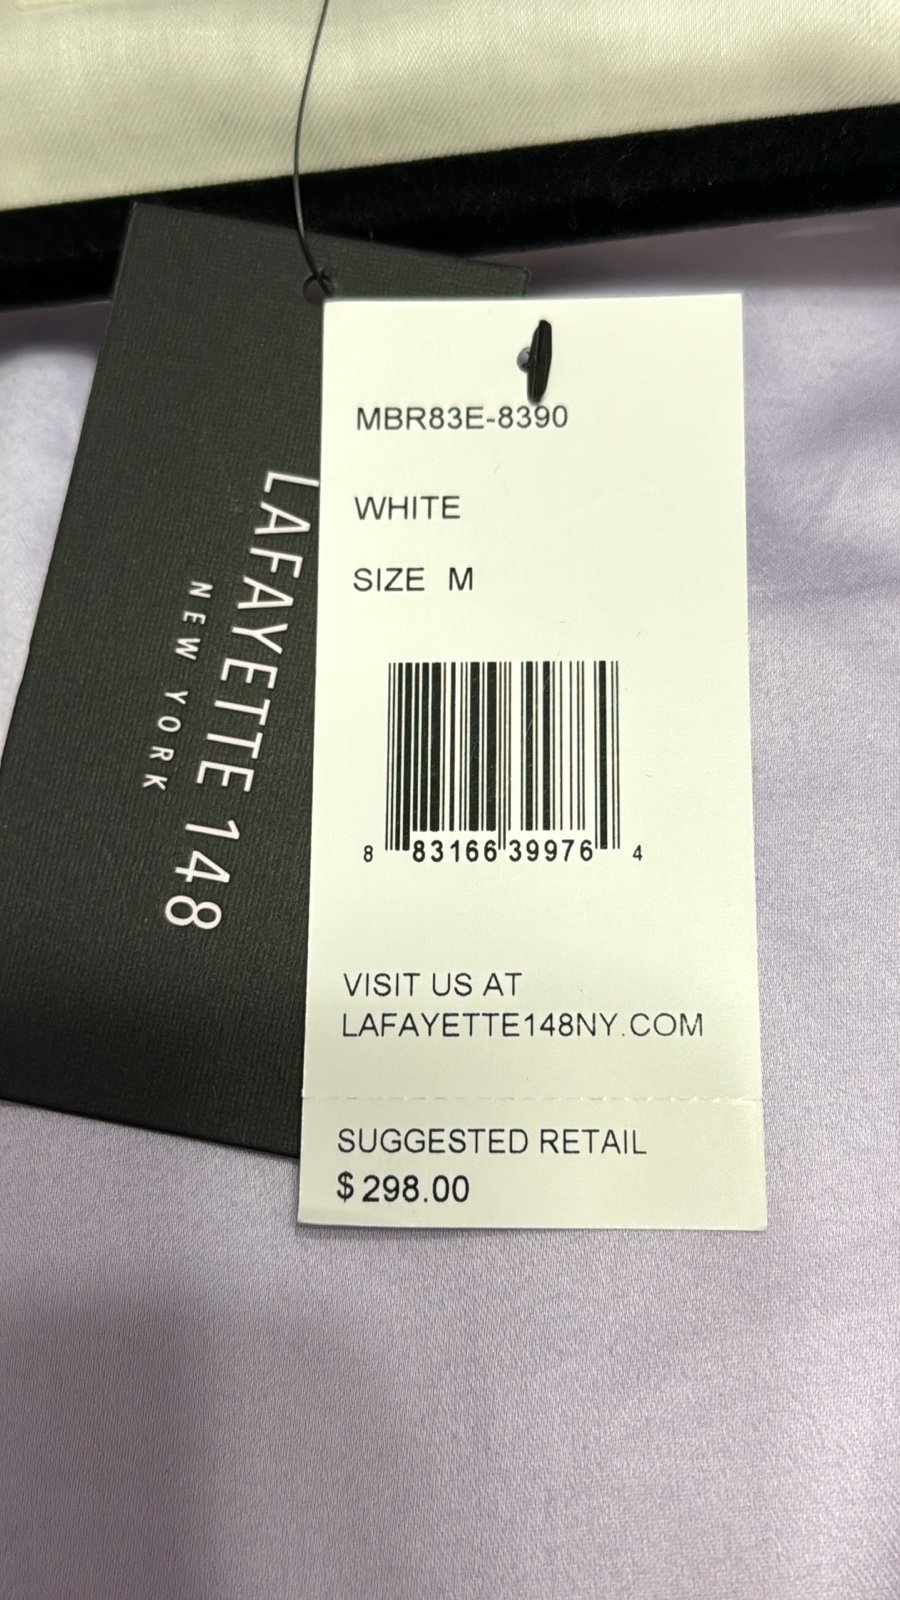 LAFAYETTE 148
NEW YORK
MBR83E-8390
WHITE
SIZE M
8 83166 39976 4
VISIT US AT
LAFAYETTE148NY.COM
SUGGESTED RETAIL
$298.00